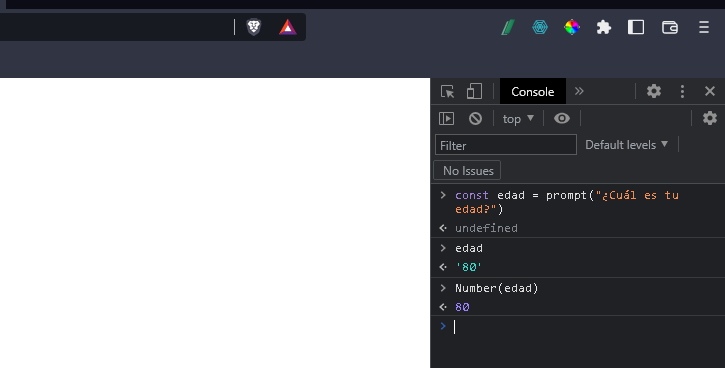 Console
top
Filter
Default levels
No Issues
const edad = prompt("¿Cuál es tu
edad?")
undefined
edad
'80'
Number(edad)
80